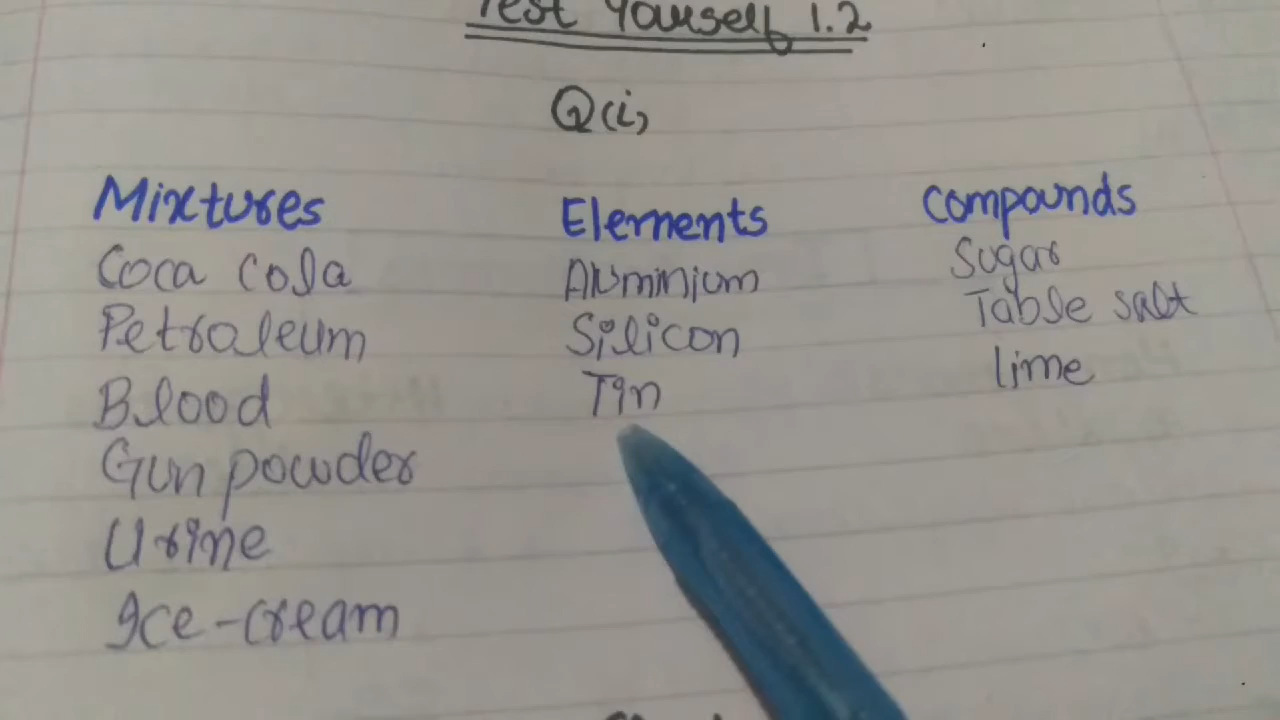 Test Yourself 1.2
Q(i)
Mixtures Elements Compounds
Coca cola Aluminium Sugar
Petroleum Silicon Table salt
Blood Tin lime
Gun powder
Urine
Ice-cream